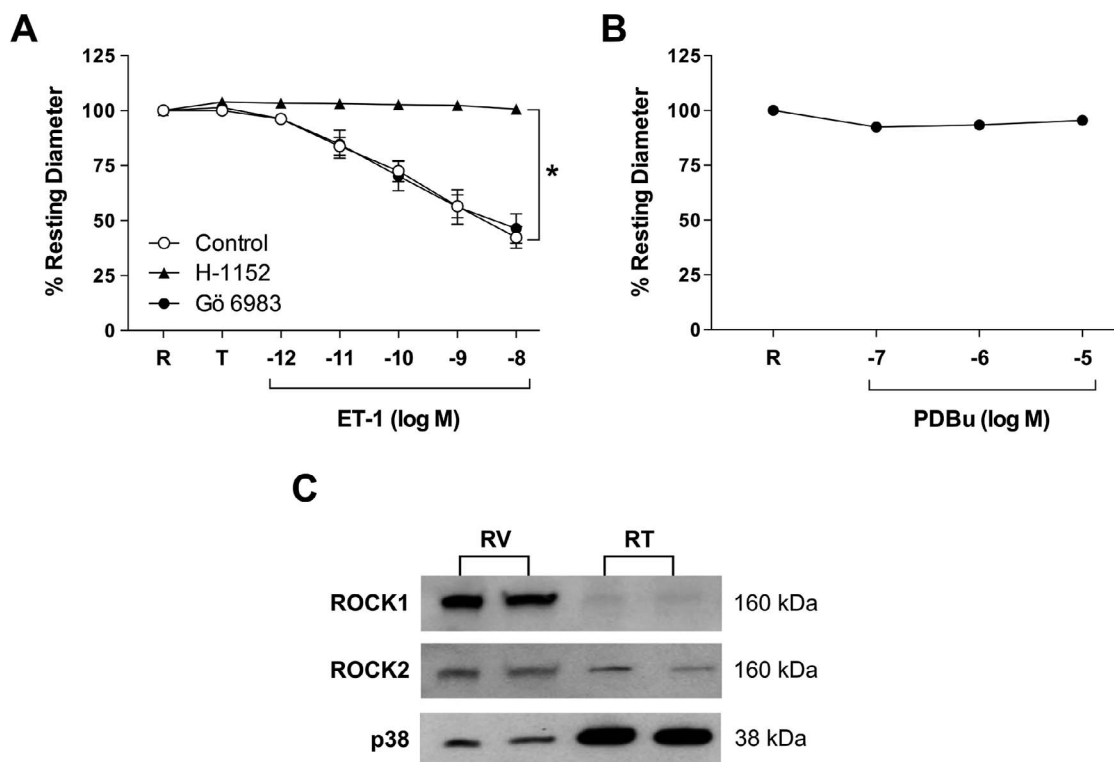 A
125
100
75
50
25
0
% Resting Diameter
Control
H-1152
Gö 6983
*
R T -12 -11 -10 -9 -8
ET-1 (log M)
B
125
100
75
50
25
0
% Resting Diameter
R -7 -6 -5
PDBu (log M)
C
RV RT
ROCK1 160 kDa
ROCK2 160 kDa
p38 38 kDa